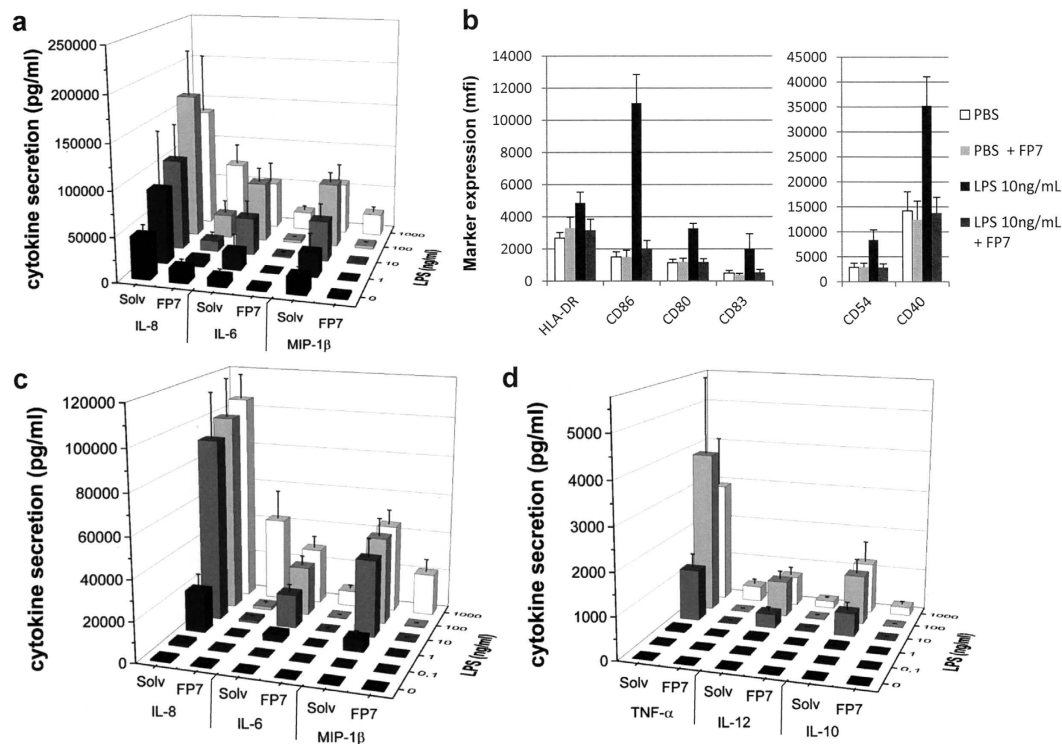 a
cytokine secretion (pg/ml)
250000
200000
150000
100000
50000
0
Solv FP7 Solv FP7 Solv FP7
IL-8 IL-6 MIP-1β
0
1
10
100
1000
LPS (ng/ml)
b
Marker expression (mfi)
14000
12000
10000
8000
6000
4000
2000
0
HLA-DR CD86 CD80 CD83
45000
40000
35000
30000
25000
20000
15000
10000
5000
0
CD54 CD40
PBS
PBS + FP7
LPS 10ng/mL
LPS 10ng/mL
+ FP7
c
cytokine secretion (pg/ml)
120000
100000
80000
60000
40000
20000
0
Solv FP7 Solv FP7 Solv FP7
IL-8 IL-6 MIP-1β
0
0,1
1
10
100
1000
LPS (ng/ml)
d
cytokine secretion (pg/ml)
5000
4000
3000
2000
1000
0
Solv FP7 Solv FP7 Solv FP7
TNF-α IL-12 IL-10
0
0,1
1
10
100
1000
LPS (ng/ml)